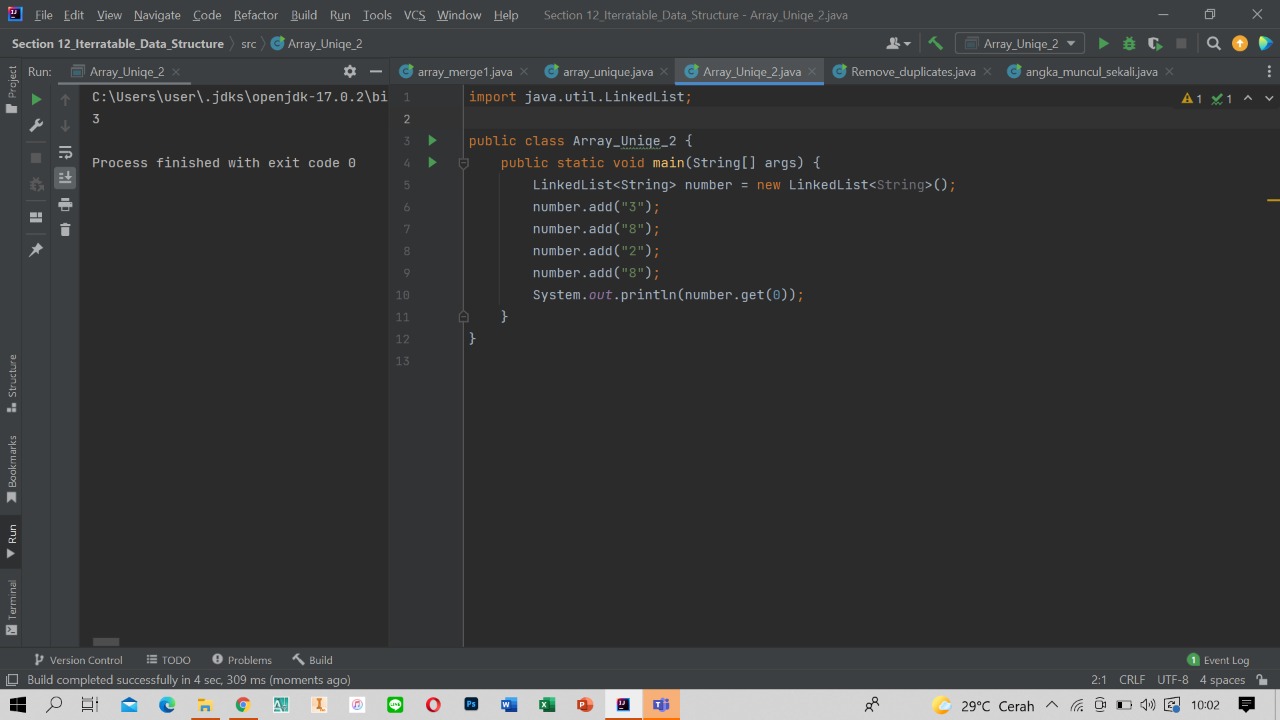 File Edit View Navigate Code Refactor Build Run Tools VCS Window Help Section 12_Iterratable_Data_Structure - Array_Uniqe_2.java
Section 12_Iterratable_Data_Structure src Array_Uniqe_2 Array_Uniqe_2
Run: Array_Uniqe_2
array_merge1.java array_unique.java Array_Uniqe_2.java Remove_duplicates.java angka_muncul_sekali.java
Project
Structure
Bookmarks
Run
Terminal
C:\Users\user\.jdks\openjdk-17.0.2\bi
3
Process finished with exit code 0
1 1
1 import java.util.LinkedList;
2
3 public class Array_Uniqe_2 {
4 public static void main(String[] args) {
5 LinkedList<String> number = new LinkedList<String>();
6 number.add("3");
7 number.add("8");
8 number.add("2");
9 number.add("8");
10 System.out.println(number.get(0));
11 }
12 }
13
Version Control TODO Problems Build 1 Event Log
Build completed successfully in 4 sec, 309 ms (moments ago) 2:1 CRLF UTF-8 4 spaces
29°C Cerah 10:02